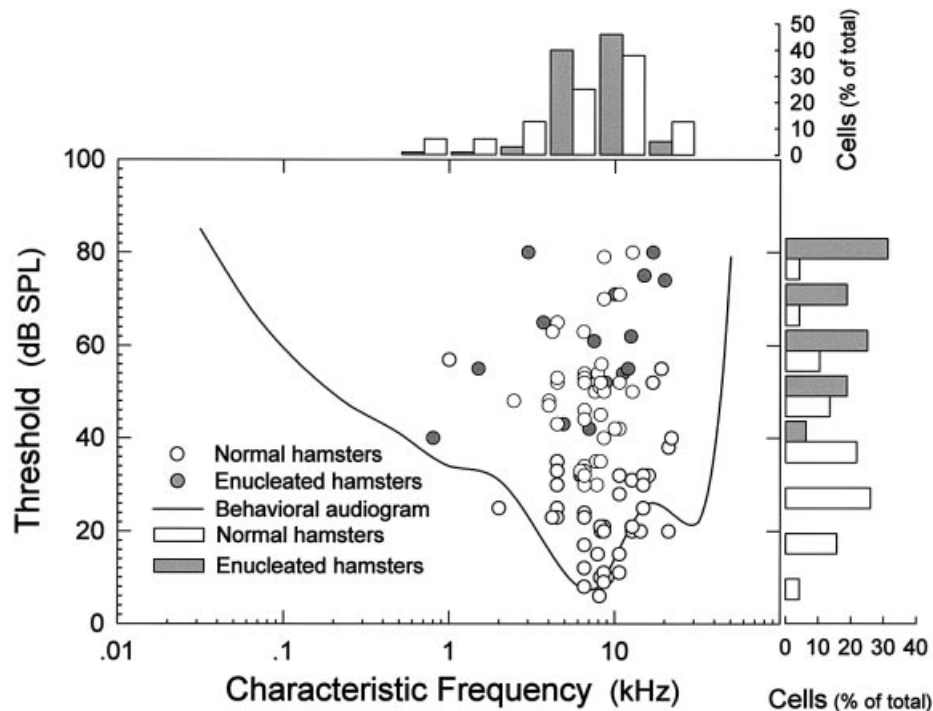 50
40
30
20
10
0
Cells (% of total)
100
80
60
40
20
0
Threshold (dB SPL)
Normal hamsters
Enucleated hamsters
Behavioral audiogram
Normal hamsters
Enucleated hamsters
.01 .1 1 10
Characteristic Frequency (kHz)
0 10 20 30 40
Cells (% of total)